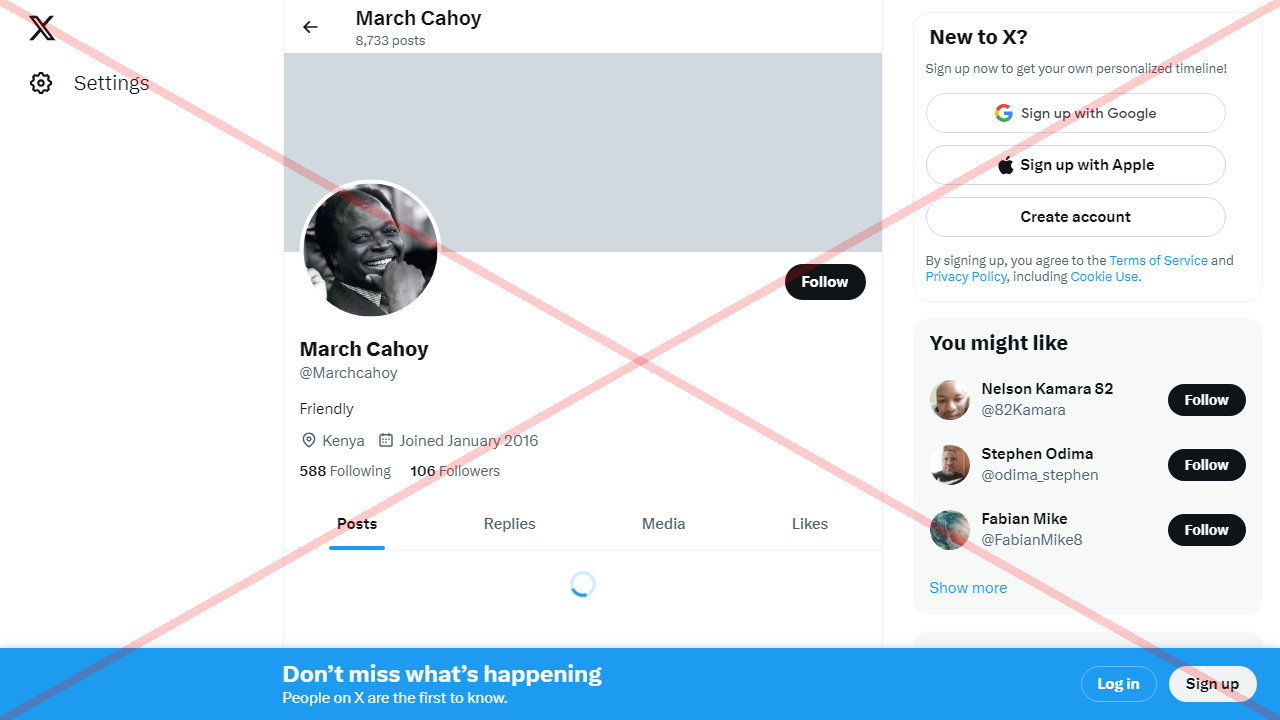 Settings
March Cahoy
8,733 posts
Follow
March Cahoy
@Marchcahoy
Friendly
Kenya Joined January 2016
588 Following 106 Followers
Posts Replies Media Likes
New to X?
Sign up now to get your own personalized timeline!
Sign up with Google
Sign up with Apple
Create account
By signing up, you agree to the Terms of Service and
Privacy Policy, including Cookie Use.
You might like
Nelson Kamara 82
@82Kamara
Follow
Stephen Odima
@odima_stephen
Follow
Fabian Mike
@FabianMike8
Follow
Show more
Don’t miss what’s happening
People on X are the first to know.
Log in
Sign up